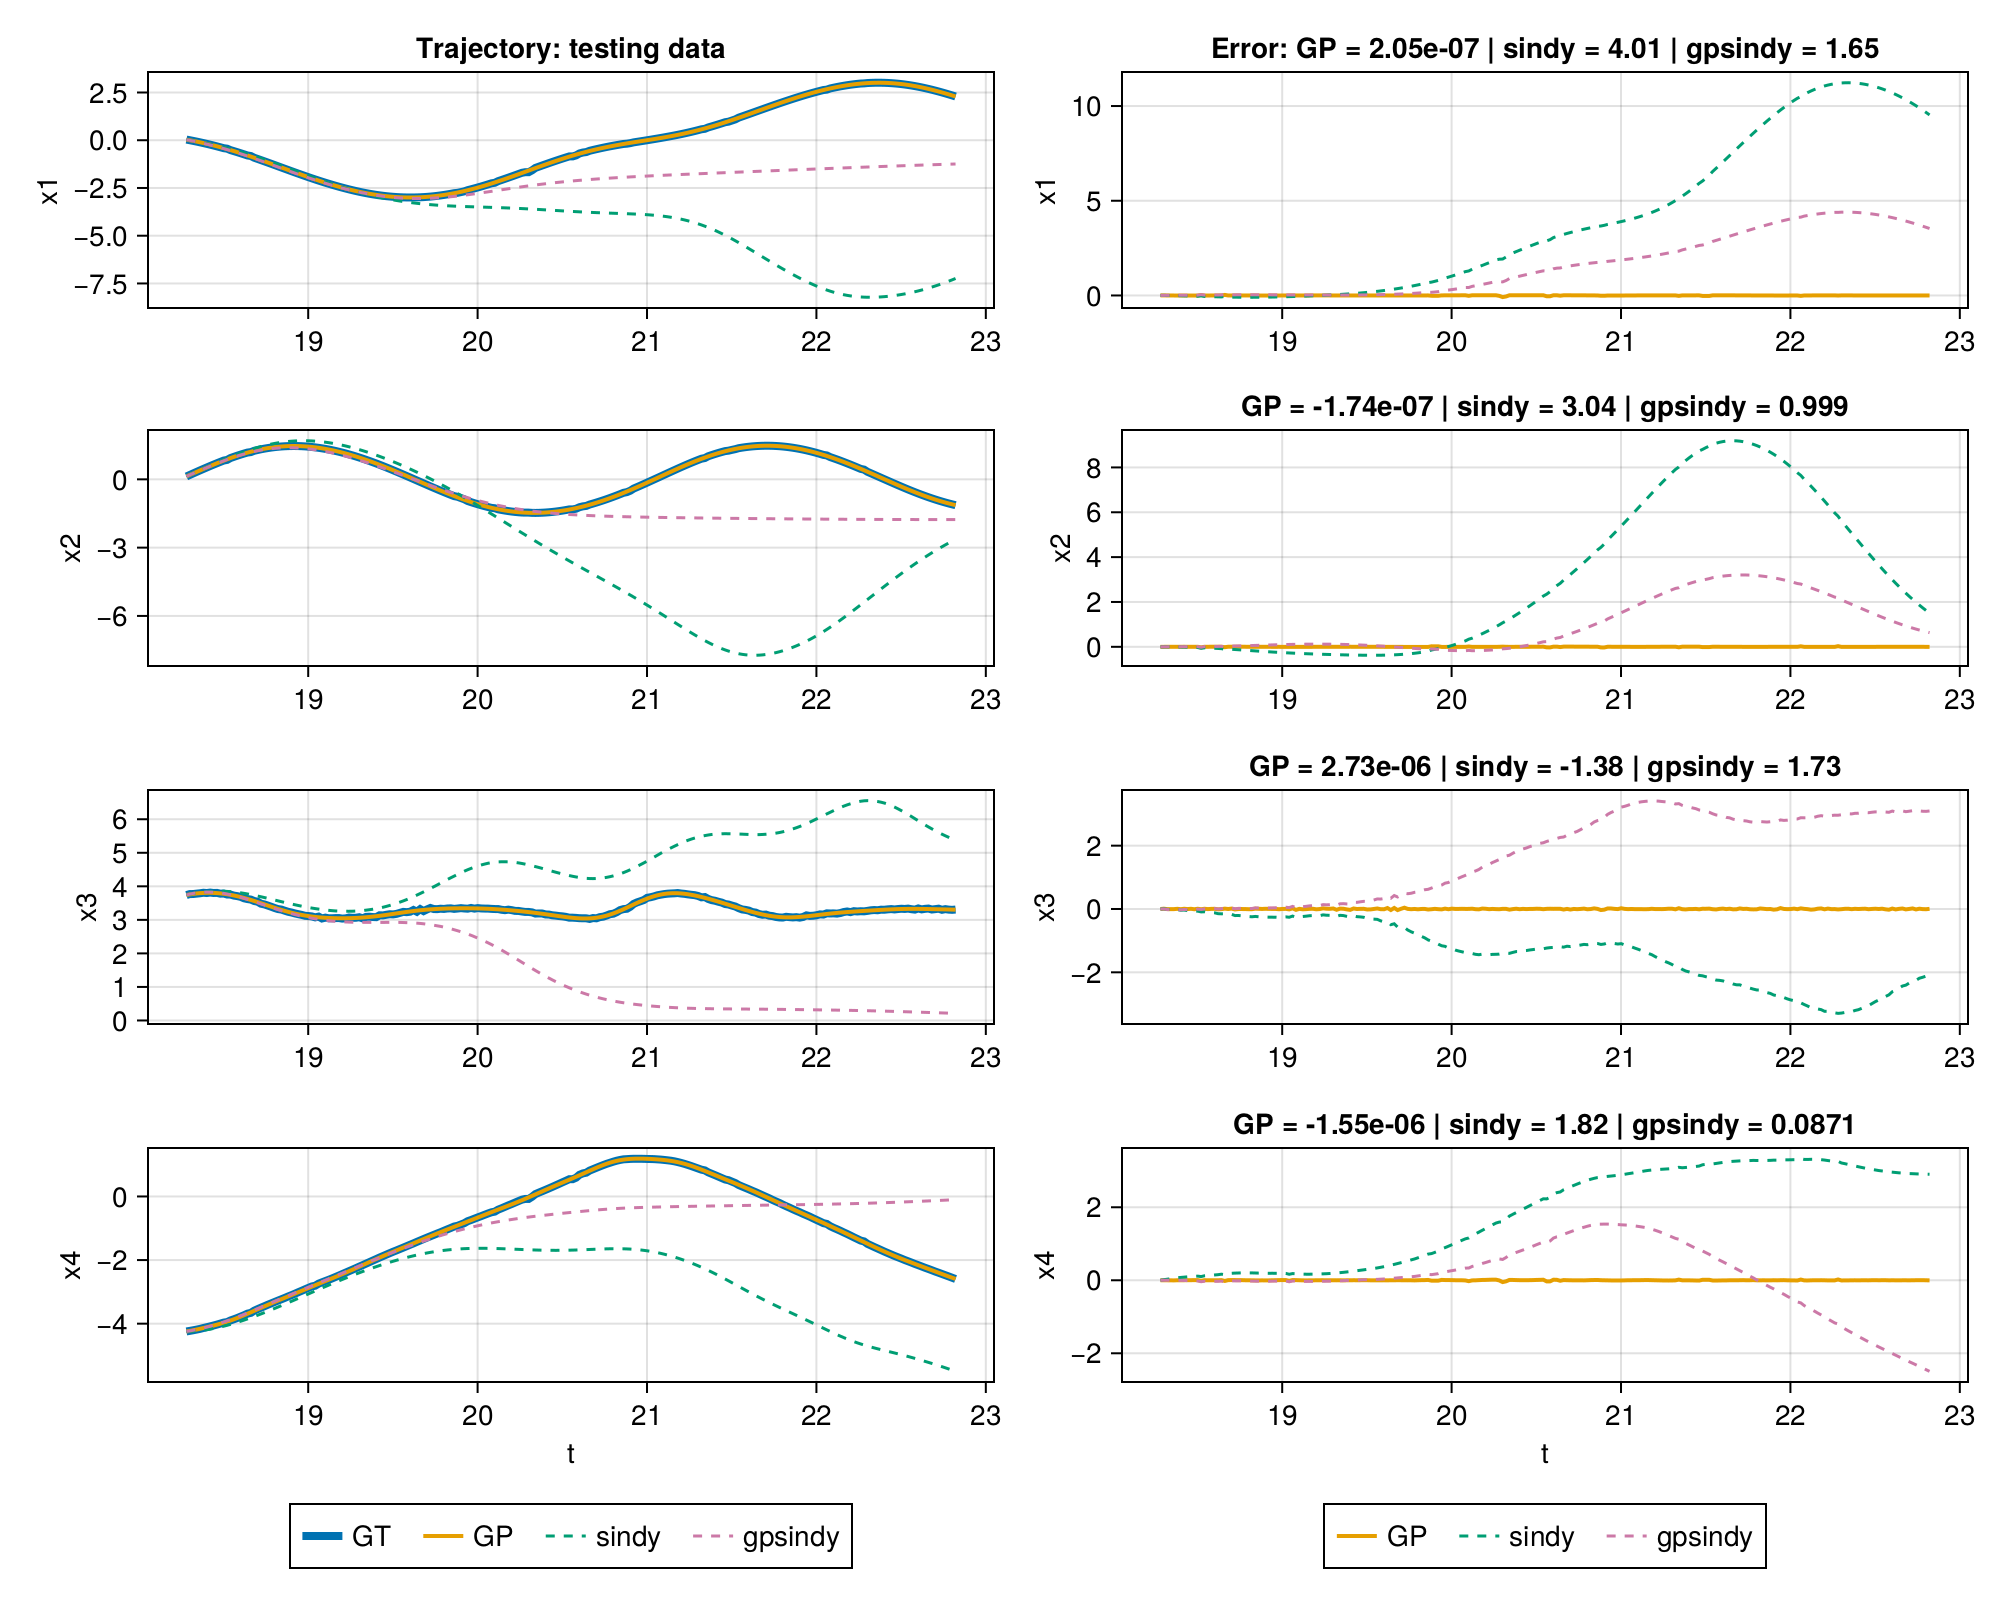 Trajectory: testing data
Error: GP = 2.05e-07 | sindy = 4.01 | gpsindy = 1.65
x1
2.5
0.0
−2.5
−5.0
−7.5
19 20 21 22 23
x1
10
5
0
19 20 21 22 23
GP = -1.74e-07 | sindy = 3.04 | gpsindy = 0.999
x2
0
−3
−6
19 20 21 22 23
x2
8
6
4
2
0
19 20 21 22 23
GP = 2.73e-06 | sindy = -1.38 | gpsindy = 1.73
x3
6
5
4
3
2
1
0
19 20 21 22 23
x3
2
0
−2
19 20 21 22 23
GP = -1.55e-06 | sindy = 1.82 | gpsindy = 0.0871
x4
0
−2
−4
19 20 21 22 23
t
x4
2
0
−2
19 20 21 22 23
t
GT GP sindy gpsindy
GP sindy gpsindy